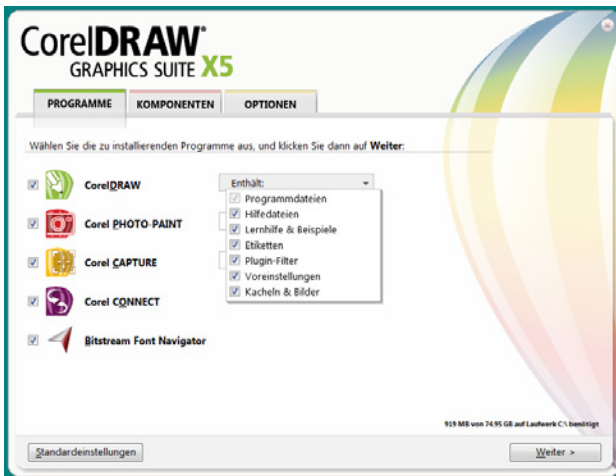 CorelDRAW®
GRAPHICS SUITE X5
PROGRAMME KOMPONENTEN OPTIONEN
Wählen Sie die zu installierenden Programme aus, und klicken Sie dann auf Weiter:
CorelDRAW
Enthält:
Programmdateien
Hilfedateien
Corel PHOTO-PAINT
Lernhilfe & Beispiele
Etiketten
Corel CAPTURE
Plugin-Filter
Voreinstellungen
Kacheln & Bilder
Corel CONNECT
Bitstream Font Navigator
919 MB von 74.95 GB auf Laufwerk C:\ benötigt
Standardeinstellungen
Weiter >